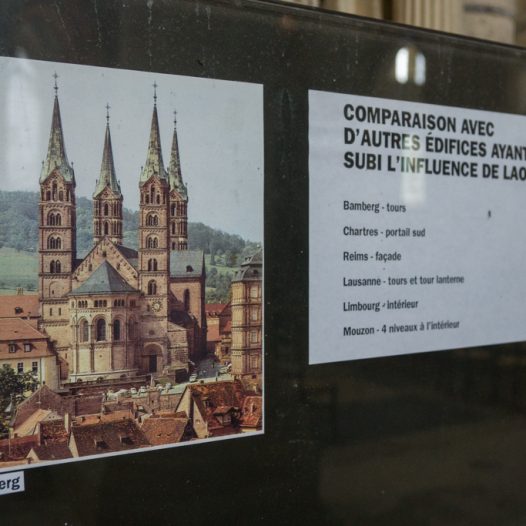 COMPARAISON AVEC
D'AUTRES ÉDIFICES AYANT
SUBI L'INFLUENCE DE LAO
Bamberg - tours
Chartres - portail sud
Reims - façade
Lausanne - tours et tour lanterne
Limbourg - intérieur
Mouzon - 4 niveaux à l'intérieur
erg